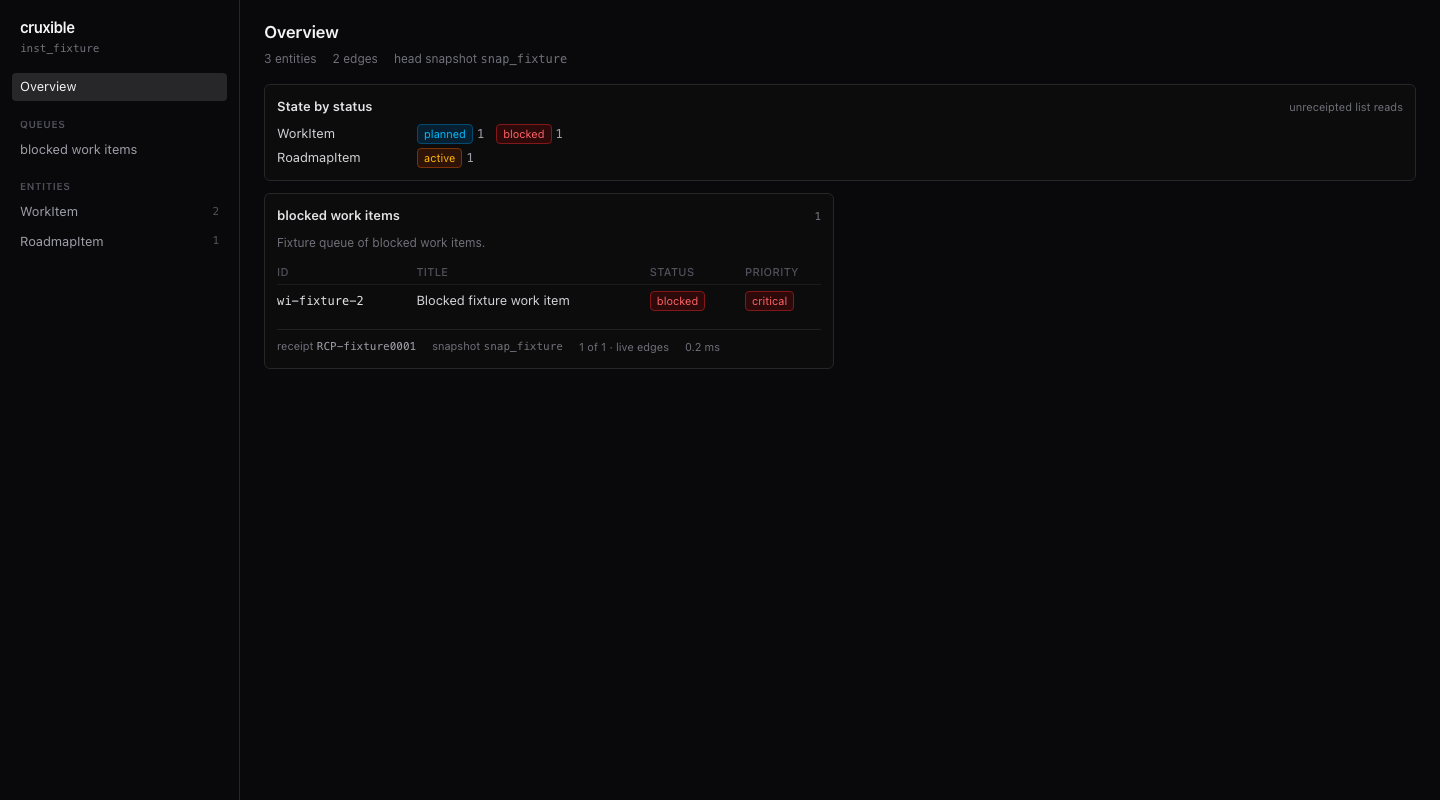 cruxible
inst_fixture
Overview
QUEUES
blocked work items
ENTITIES
WorkItem 2
RoadmapItem 1
Overview
3 entities 2 edges head snapshot snap_fixture
State by status unreceipted list reads
WorkItem planned 1 blocked 1
RoadmapItem active 1
blocked work items 1
Fixture queue of blocked work items.
ID TITLE STATUS PRIORITY
wi-fixture-2 Blocked fixture work item blocked critical
receipt RCP-fixture0001 snapshot snap_fixture 1 of 1 · live edges 0.2 ms